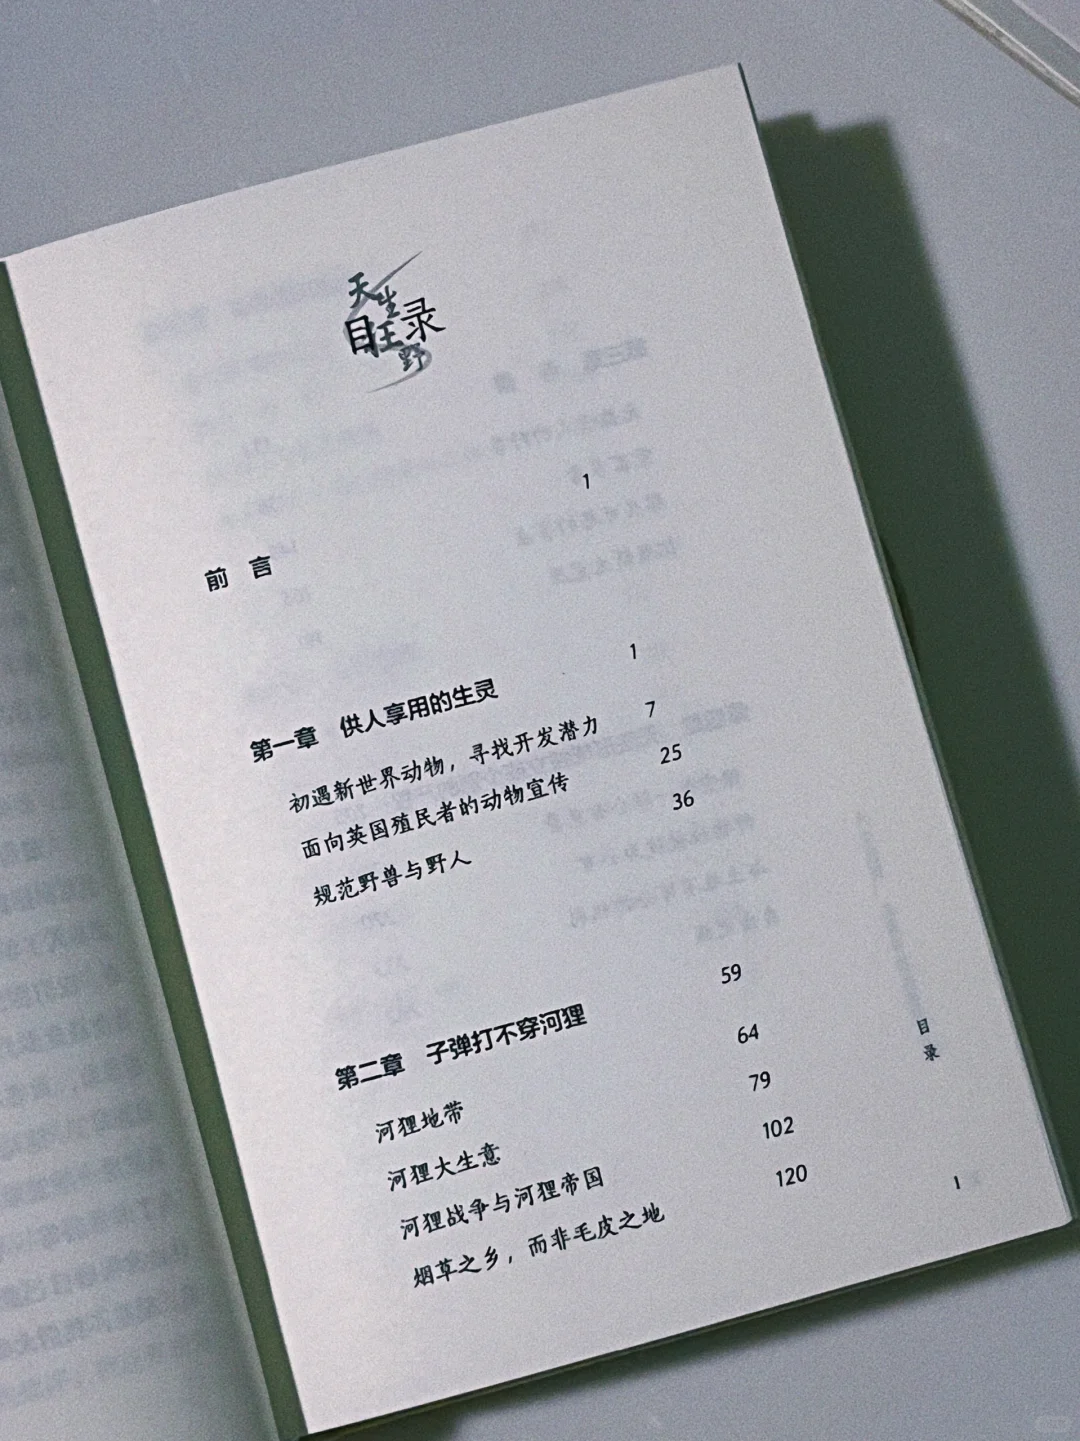 天生狂野
目录
前 言 1
第一章 供人享用的生灵 1
初遇新世界动物，寻找开发潜力 7
面向英国殖民者的动物宣传 25
规范野兽与野人 36
第二章 子弹打不穿河狸 59
河狸地带 64
河狸大生意 79
河狸战争与河狸帝国 102
烟草之乡，而非毛皮之地 120
目录
1